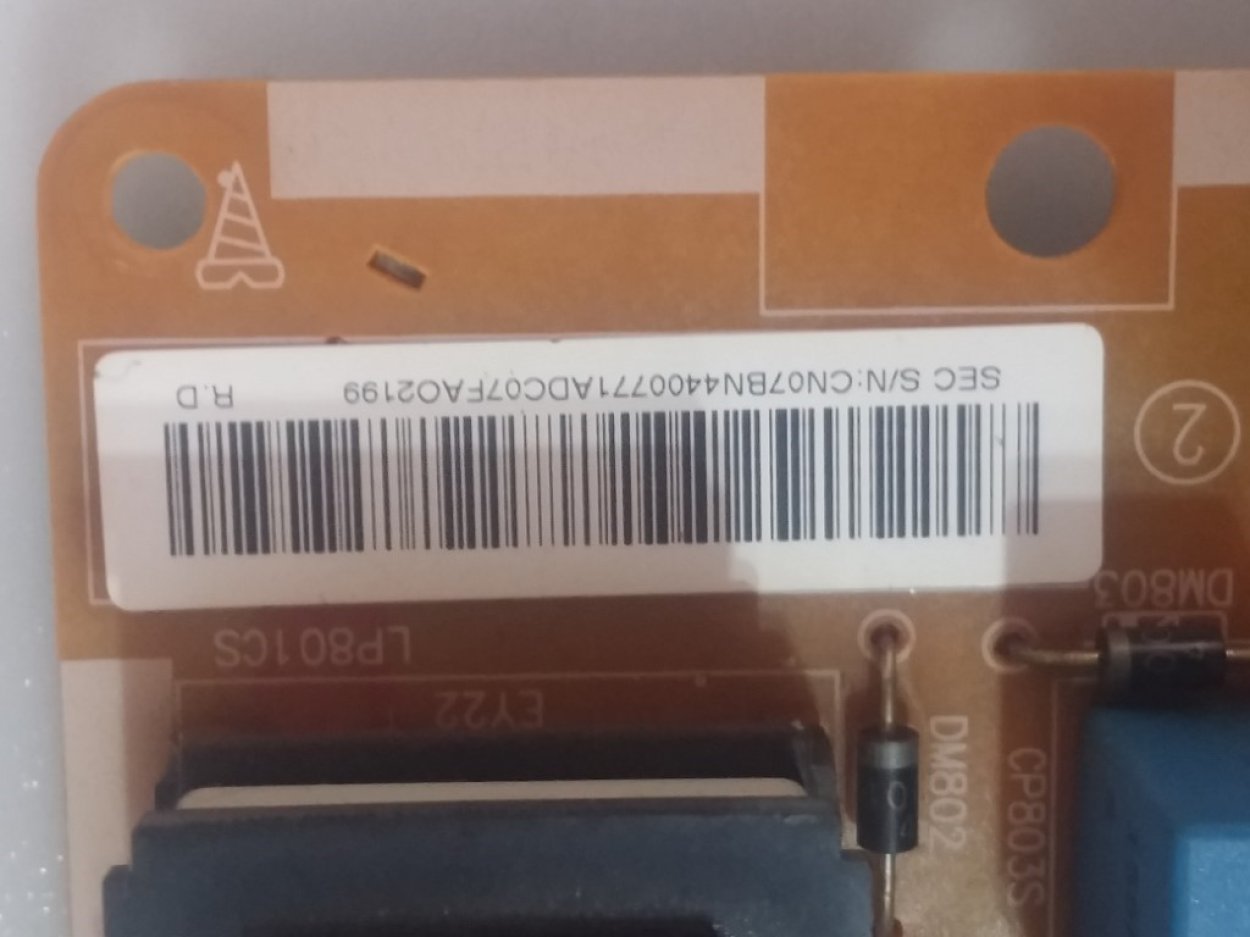 SEC S/N:CN07BN4400771ADC07FAO2199 R.D
2
DM803
LP801CS
EY22
DM802
CP803S